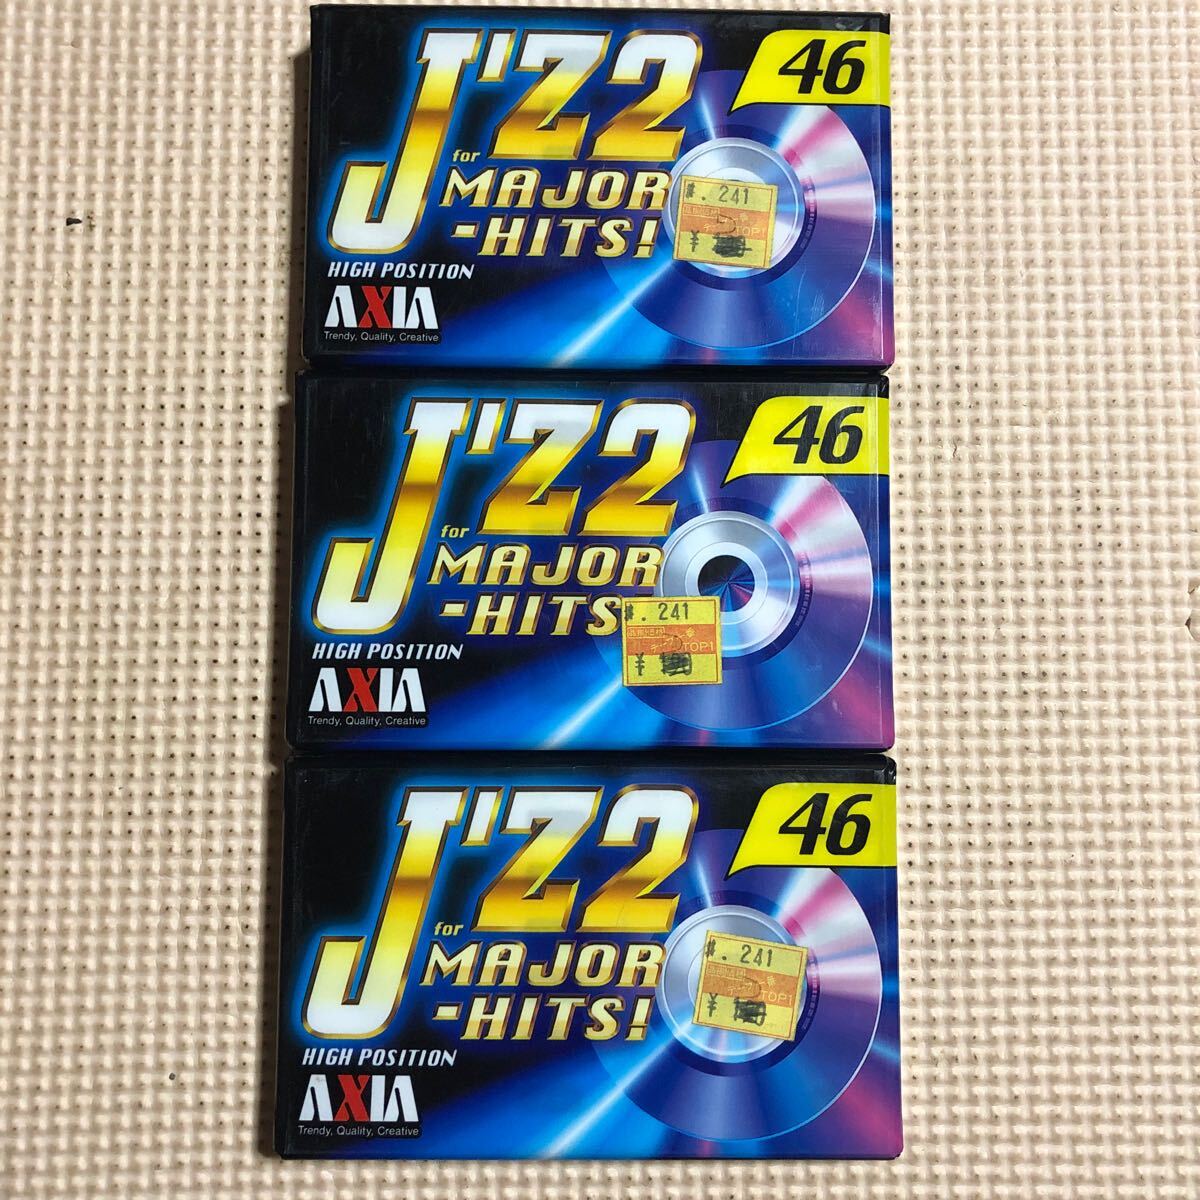 J'Z2
46
for
MAJOR
-HITS!
#. 241
TOP1
¥
HIGH POSITION
AXIA
Trendy, Quality, Creative
J'Z2
46
for
MAJOR
-HITS
#. 241
TOP1
¥
HIGH POSITION
AXIA
Trendy, Quality, Creative
J'Z2
46
for
MAJOR
-HITS!
#. 241
TOP1
¥
HIGH POSITION
AXIA
Trendy, Quality, Creative